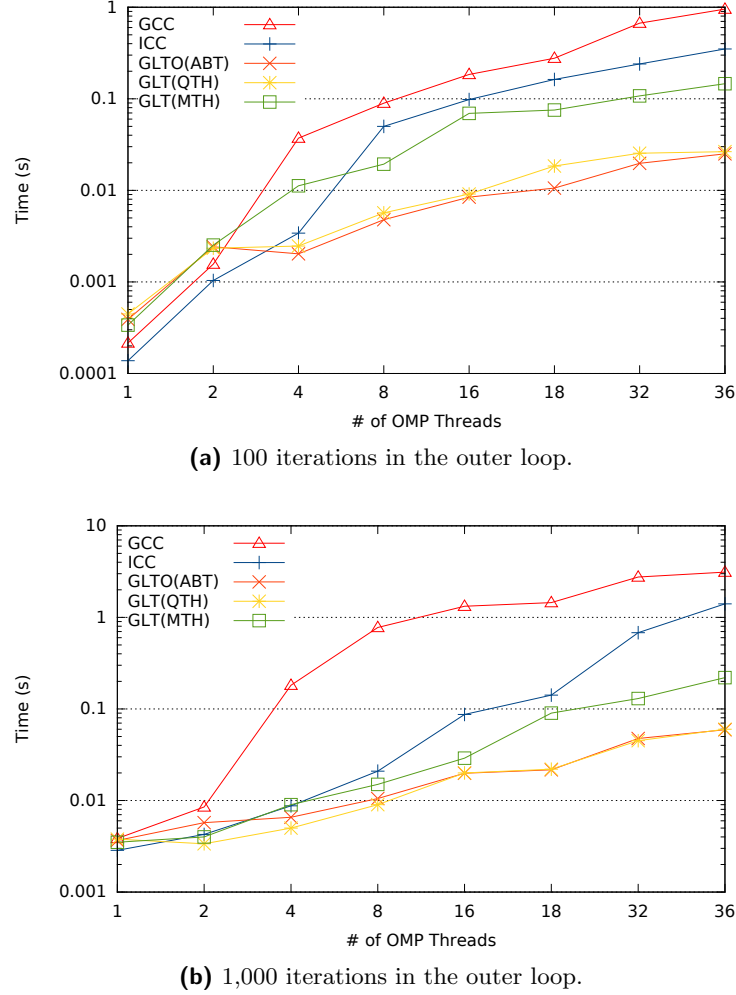 1
0.1
0.01
0.001
0.0001
Time (s)
GCC
ICC
GLTO(ABT)
GLT(QTH)
GLT(MTH)
1 2 4 8 16 18 32 36
# of OMP Threads
(a) 100 iterations in the outer loop.
10
1
0.1
0.01
0.001
Time (s)
GCC
ICC
GLTO(ABT)
GLT(QTH)
GLT(MTH)
1 2 4 8 16 18 32 36
# of OMP Threads
(b) 1,000 iterations in the outer loop.